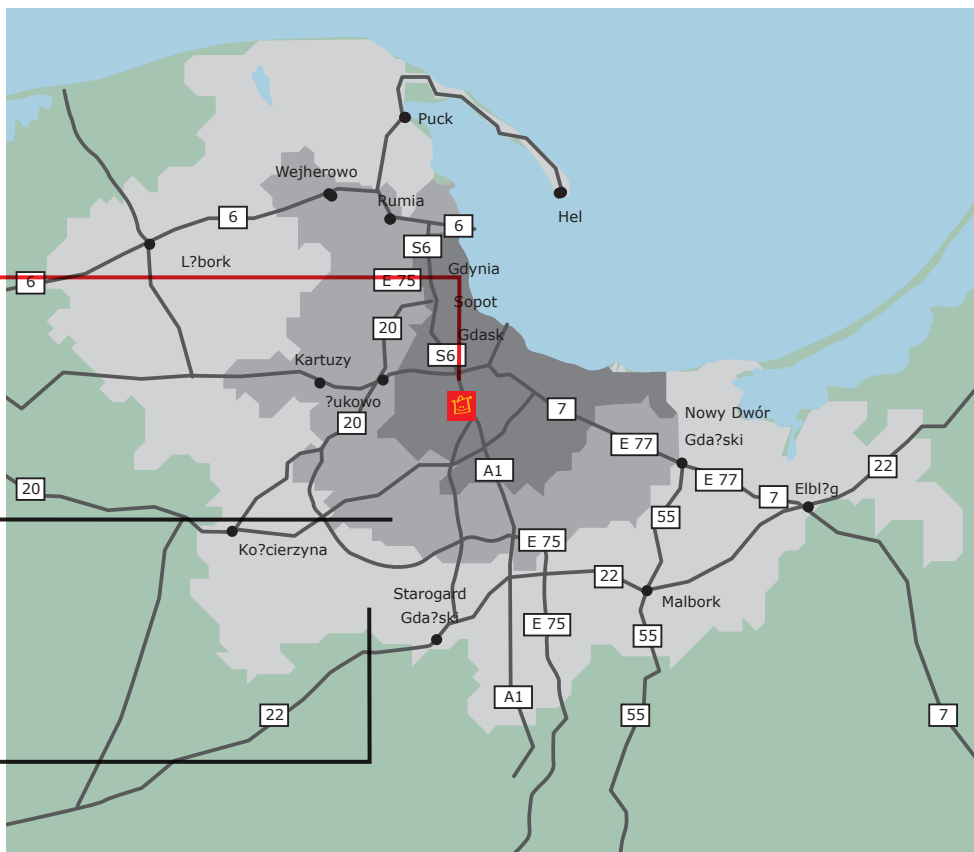 Puck
Wejherowo
Rumia
Hel
6
6
S6
L?bork
Gdynia
6
E 75
Sopot
20
Gdask
S6
Kartuzy
?ukowo
7
Nowy Dwór
Gda?ski
20
E 77
A1
22
E 77
20
7
Elbl?g
55
E 75
Ko?cierzyna
22
Starogard
Gda?ski
Malbork
E 75
55
A1
22
55
7